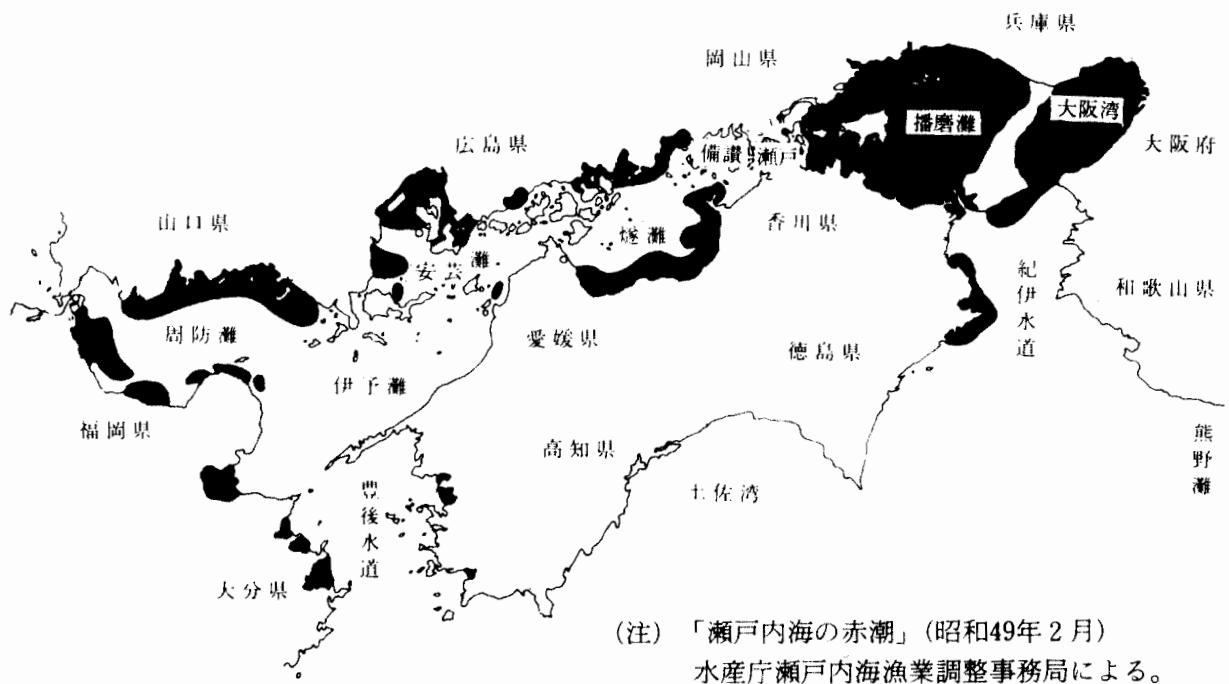 兵庫県
岡山県
播磨灘
大阪湾
備讃瀬戸
大阪府
広島県
香川県
山口県
燧灘
安芸灘
紀伊水道
和歌山県
周防灘
愛媛県
徳島県
伊予灘
福岡県
高知県
熊野灘
土佐湾
豊後水道
大分県
(注) 「瀬戸内海の赤潮」(昭和49年2月)
水産庁瀬戸内海漁業調整事務局による。